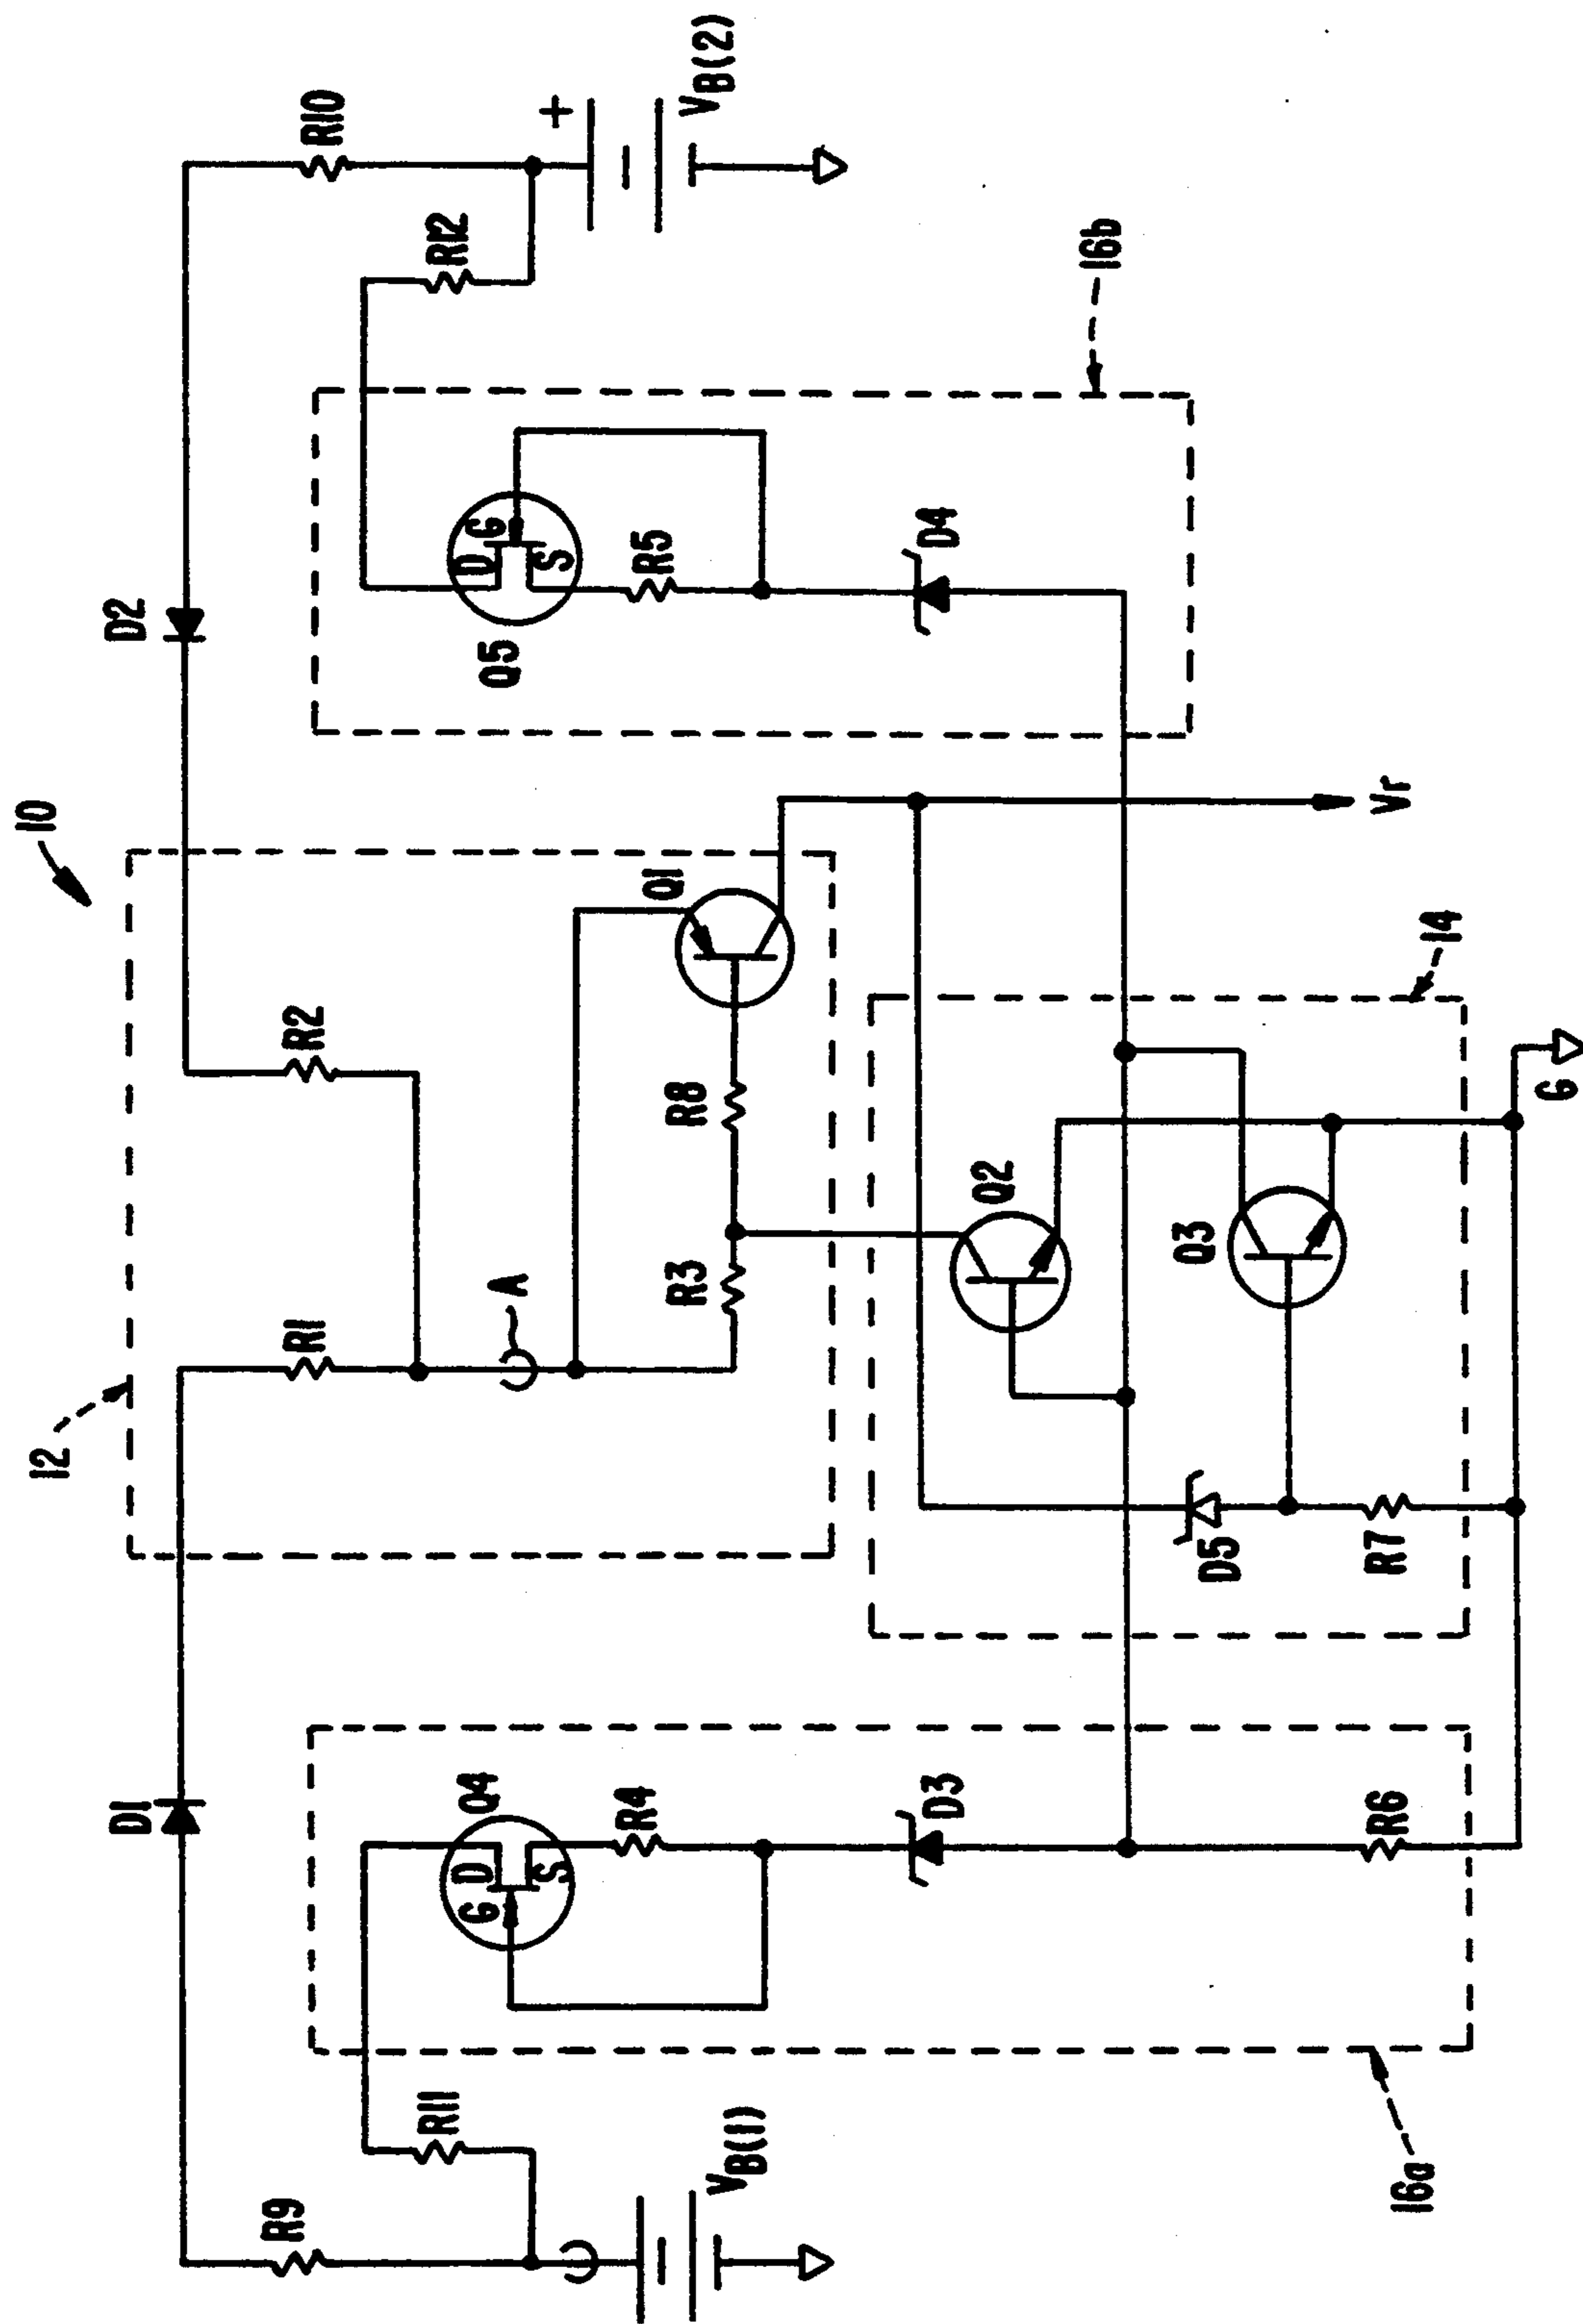 10
12
D1
D2
R1
R2
R9
R10
A
R11
R12
Q4
D
G
S
R4
R3
R8
Q1
Q5
D
G
S
R5
+
VB(1)
VB(2)
D3
D4
Q2
16b
D5
Q3
14
R6
R7
Vr
16a
G